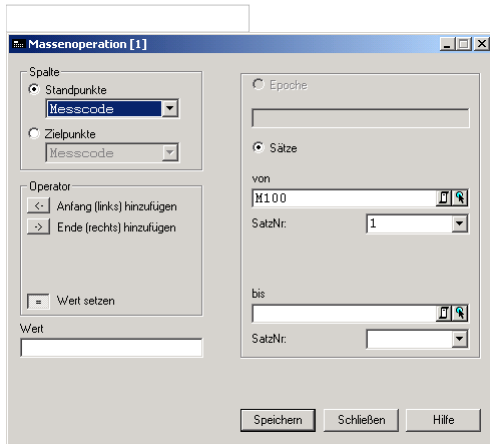 Massenoperation [1]
Spalte
Standpunkte
Messcode
Zielpunkte
Messcode
Operator
<- Anfang (links) hinzufügen
-> Ende (rechts) hinzufügen
= Wert setzen
Wert
Epoche
Sätze
von
M100
SatzNr.: 1
bis
SatzNr.:
Speichern Schließen Hilfe